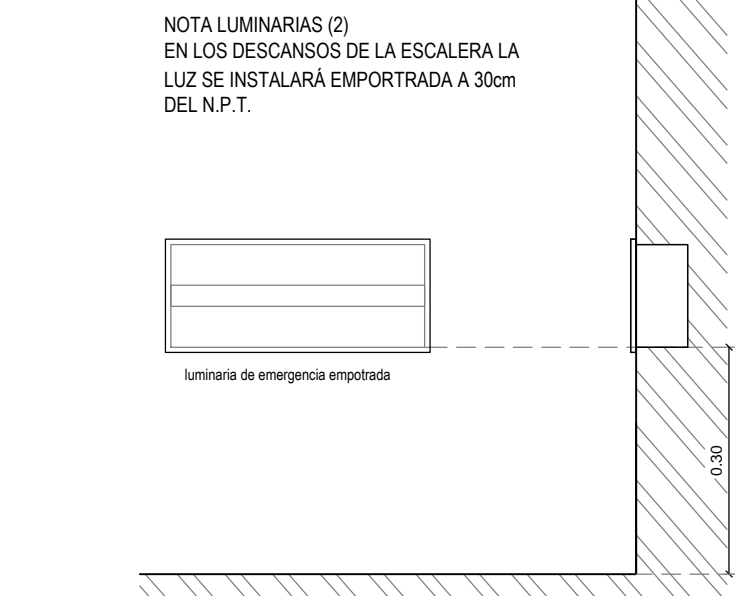 NOTA LUMINARIAS (2)
EN LOS DESCANSOS DE LA ESCALERA LA
LUZ SE INSTALARÁ EMPORTRADA A 30cm
DEL N.P.T.
luminaria de emergencia empotrada
0.30